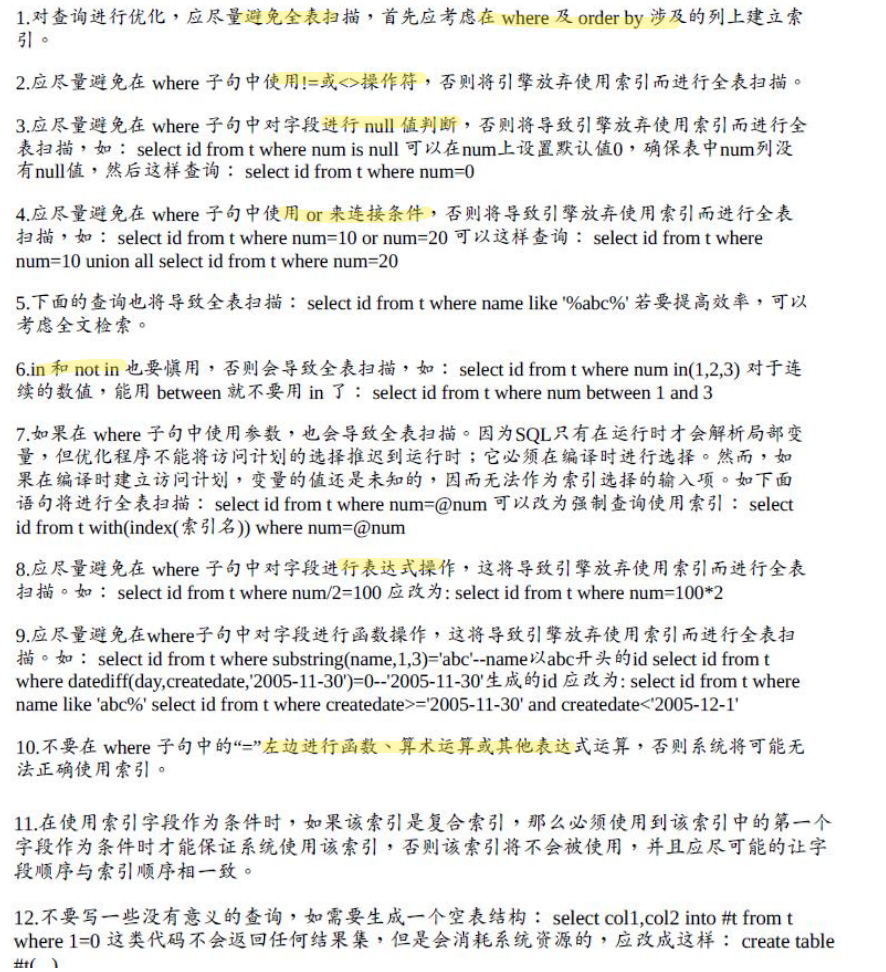 1.对查询进行优化，应尽量避免全表扫描，首先应考虑在 where 及 order by 涉及的列上建立索
引。
2.应尽量避免在 where 子句中使用!=或<>操作符，否则将引擎放弃使用索引而进行全表扫描。
3.应尽量避免在 where 子句中对字段进行 null 值判断，否则将导致引擎放弃使用索引而进行全
表扫描，如： select id from t where num is null 可以在num上设置默认值0，确保表中num列没
有null值，然后这样查询： select id from t where num=0
4.应尽量避免在 where 子句中使用 or 来连接条件，否则将导致引擎放弃使用索引而进行全表
扫描，如： select id from t where num=10 or num=20 可以这样查询： select id from t where
num=10 union all select id from t where num=20
5.下面的查询也将导致全表扫描： select id from t where name like '%abc%' 若要提高效率，可以
考虑全文检索。
6.in 和 not in 也要慎用，否则会导致全表扫描，如： select id from t where num in(1,2,3) 对于连
续的数值，能用 between 就不要用 in 了： select id from t where num between 1 and 3
7.如果在 where 子句中使用参数，也会导致全表扫描。因为SQL只有在运行时才会解析局部变
量，但优化程序不能将访问计划的选择推迟到运行时；它必须在编译时进行选择。然而，如
果在编译时建立访问计划，变量的值还是未知的，因而无法作为索引选择的输入项。如下面
语句将进行全表扫描： select id from t where num=@num 可以改为强制查询使用索引： select
id from t with(index(索引名)) where num=@num
8.应尽量避免在 where 子句中对字段进行表达式操作，这将导致引擎放弃使用索引而进行全表
扫描。如： select id from t where num/2=100 应改为: select id from t where num=100*2
9.应尽量避免在where子句中对字段进行函数操作，这将导致引擎放弃使用索引而进行全表扫
描。如： select id from t where substring(name,1,3)='abc'--name以abc开头的id select id from t
where datediff(day,createdate,'2005-11-30')=0--'2005-11-30'生成的id 应改为: select id from t where
name like 'abc%' select id from t where createdate>='2005-11-30' and createdate<'2005-12-1'
10.不要在 where 子句中的“=”左边进行函数、算术运算或其他表达式运算，否则系统将可能无
法正确使用索引。
11.在使用索引字段作为条件时，如果该索引是复合索引，那么必须使用到该索引中的第一个
字段作为条件时才能保证系统使用该索引，否则该索引将不会被使用，并且应尽可能的让字
段顺序与索引顺序相一致。
12.不要写一些没有意义的查询，如需要生成一个空表结构： select col1,col2 into #t from t
where 1=0 这类代码不会返回任何结果集，但是会消耗系统资源的，应改成这样： create table
#t(...)